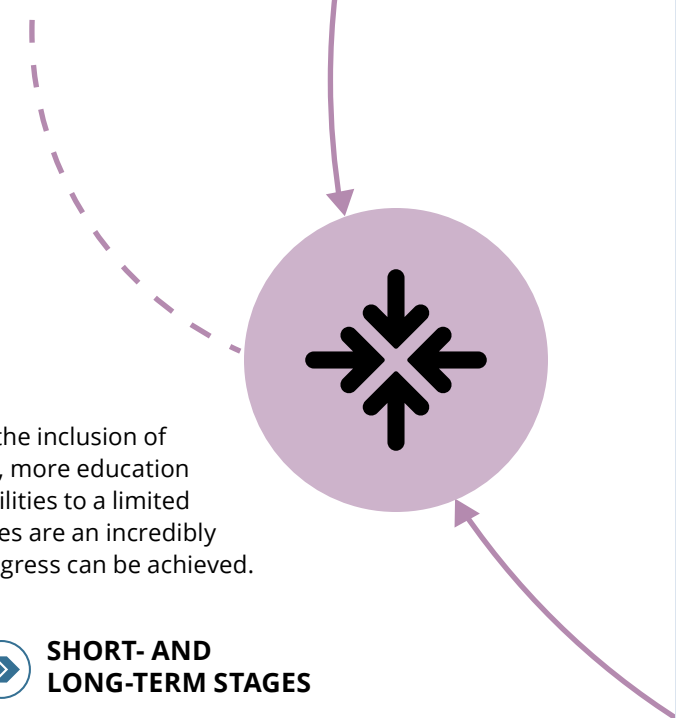 the inclusion of
, more education
ilities to a limited
es are an incredibly
gress can be achieved.
SHORT- AND
LONG-TERM STAGES